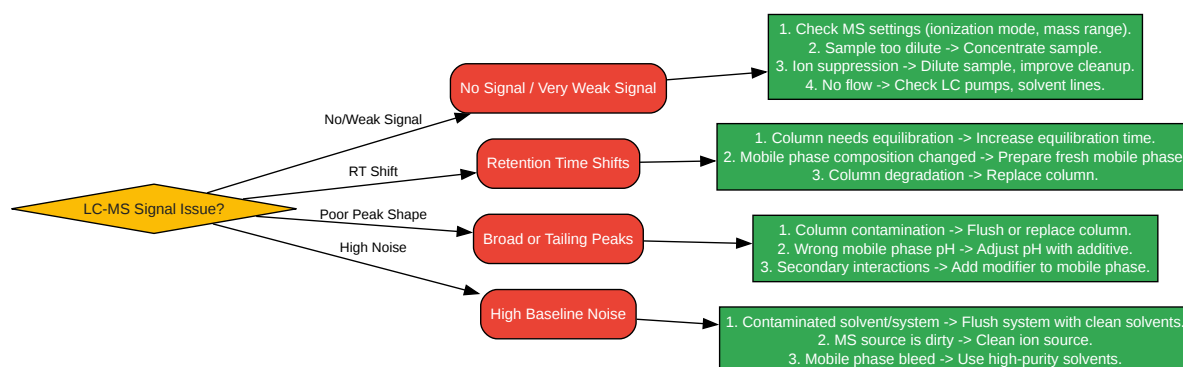 LC-MS Signal Issue?
No/Weak Signal
RT Shift
Poor Peak Shape
High Noise
No Signal / Very Weak Signal
Retention Time Shifts
Broad or Tailing Peaks
High Baseline Noise
1. Check MS settings (ionization mode, mass range).
2. Sample too dilute -> Concentrate sample.
3. Ion suppression -> Dilute sample, improve cleanup.
4. No flow -> Check LC pumps, solvent lines.
1. Column needs equilibration -> Increase equilibration time.
2. Mobile phase composition changed -> Prepare fresh mobile phase
3. Column degradation -> Replace column.
1. Column contamination -> Flush or replace column.
2. Wrong mobile phase pH -> Adjust pH with additive.
3. Secondary interactions -> Add modifier to mobile phase.
1. Contaminated solvent/system -> Flush system with clean solvents.
2. MS source is dirty -> Clean ion source.
3. Mobile phase bleed -> Use high-purity solvents.